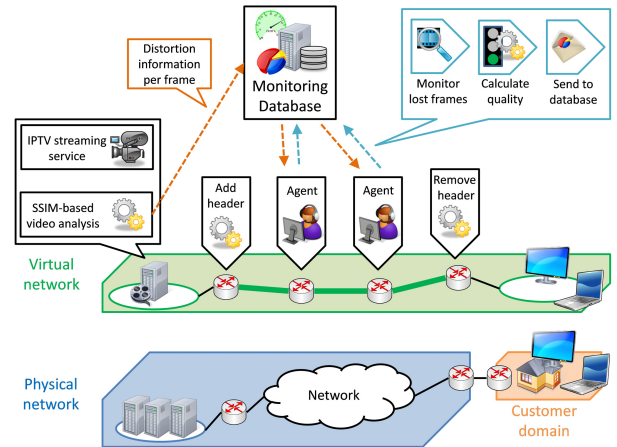 Distortion
information
per frame
Monitoring
Database
Monitor
lost frames
Calculate
quality
Send to
database
IPTV streaming
service
SSIM-based
video analysis
Add
header
Agent
Agent
Remove
header
Virtual
network
Physical
network
Network
Customer
domain